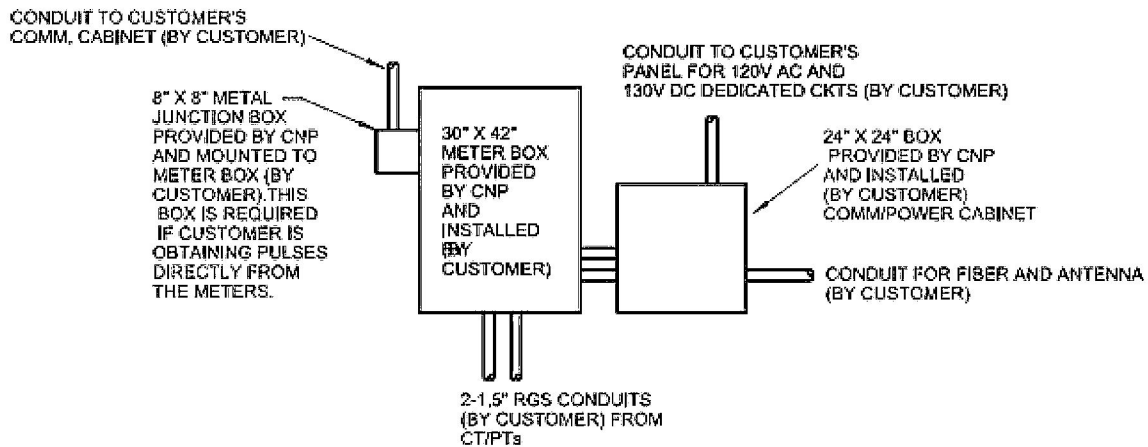 CONDUIT TO CUSTOMER'S
COMM. CABINET (BY CUSTOMER)
8" X 8" METAL
JUNCTION BOX
PROVIDED BY CNP
AND MOUNTED TO
METER BOX (BY
CUSTOMER).THIS
BOX IS REQUIRED
IF CUSTOMER IS
OBTAINING PULSES
DIRECTLY FROM
THE METERS.
30" X 42"
METER BOX
PROVIDED
BY CNP
AND
INSTALLED
(BY
CUSTOMER)
CONDUIT TO CUSTOMER'S
PANEL FOR 120V AC AND
130V DC DEDICATED CKTS (BY CUSTOMER)
24" X 24" BOX
PROVIDED BY CNP
AND INSTALLED
(BY CUSTOMER)
COMM/POWER CABINET
CONDUIT FOR FIBER AND ANTENNA
(BY CUSTOMER)
2-1.5" RGS CONDUITS
(BY CUSTOMER) FROM
CT/PTs